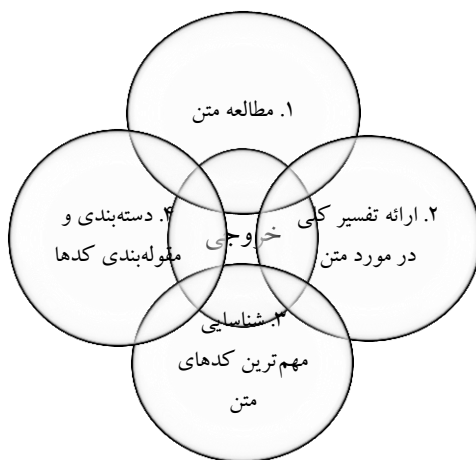 ۱. مطالعه متن
۲. ارائه تفسیر کلی
در مورد متن
۳. شناسایی
مهم‌ترین کدهای
متن
۴. دسته‌بندی و
مقوله‌بندی کدها
خروجی